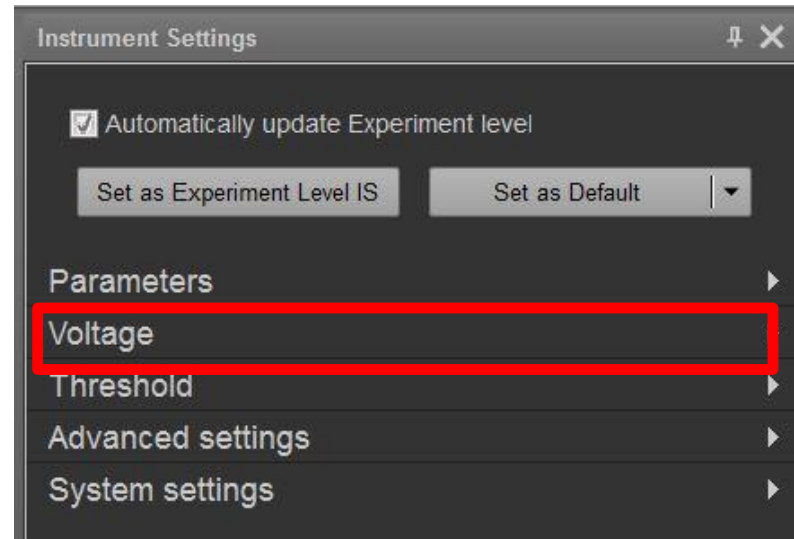 Instrument Settings
Automatically update Experiment level
Set as Experiment Level IS Set as Default
Parameters
Voltage
Threshold
Advanced settings
System settings